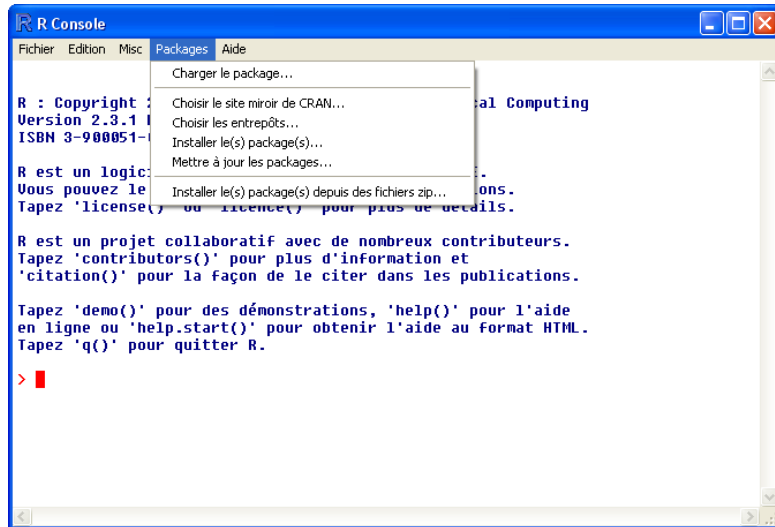 R Console
Fichier Edition Misc Packages Aide
Charger le package...
Choisir le site miroir de CRAN...
Choisir les entrepôts...
Installer le(s) package(s)...
Mettre à jour les packages...
Installer le(s) package(s) depuis des fichiers zip...
R : Copyright Computing
Version 2.3.1
ISBN 3-900051-
R est un
Vous pouvez le
Tapez 'license()' ou 'licence()' pour plus de détails.
R est un projet collaboratif avec de nombreux contributeurs.
Tapez 'contributors()' pour plus d'information et
'citation()' pour la façon de le citer dans les publications.
Tapez 'demo()' pour des démonstrations, 'help()' pour l'aide
en ligne ou 'help.start()' pour obtenir l'aide au format HTML.
Tapez 'q()' pour quitter R.
>